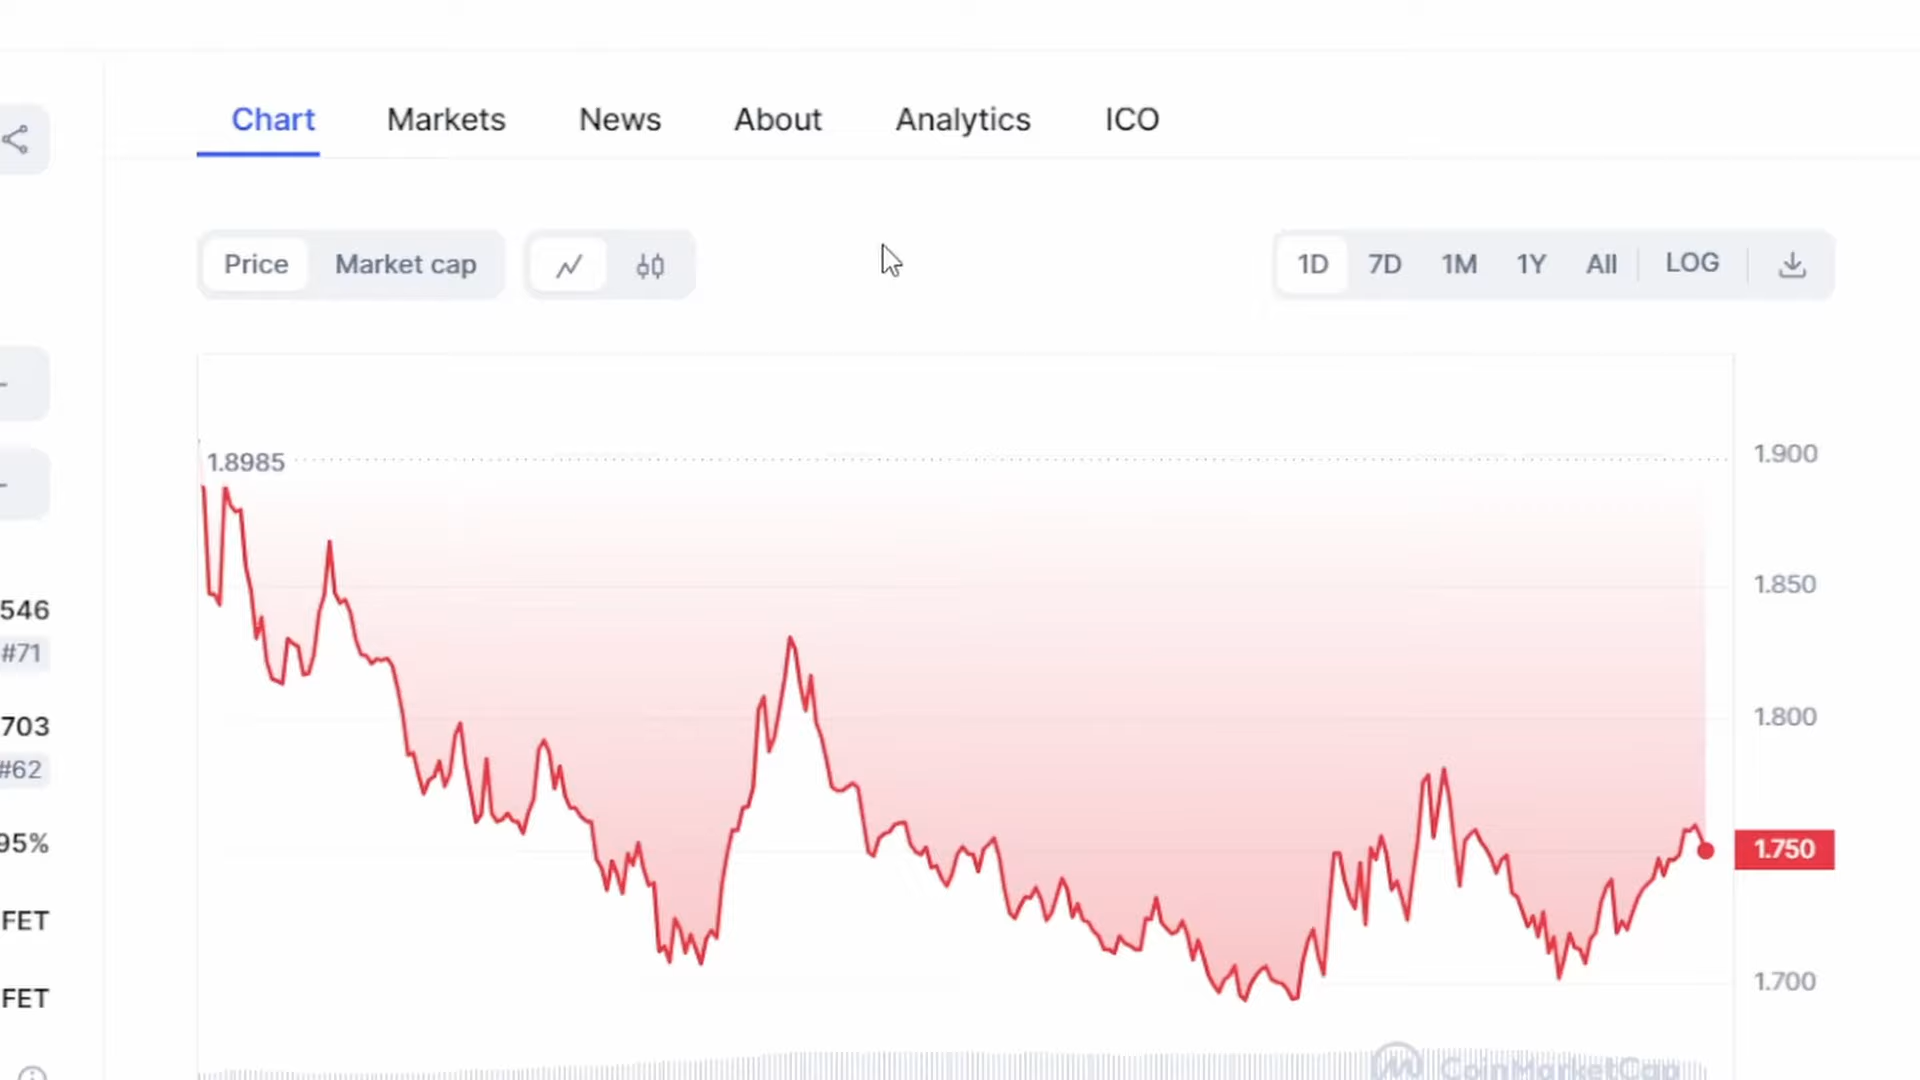 Chart Markets News About Analytics ICO
Price Market cap 1D 7D 1M 1Y All LOG
1.8985
1.900
1.850
1.800
1.750
1.700
546
#71
703
#62
95%
FET
FET
CoinMarketCap